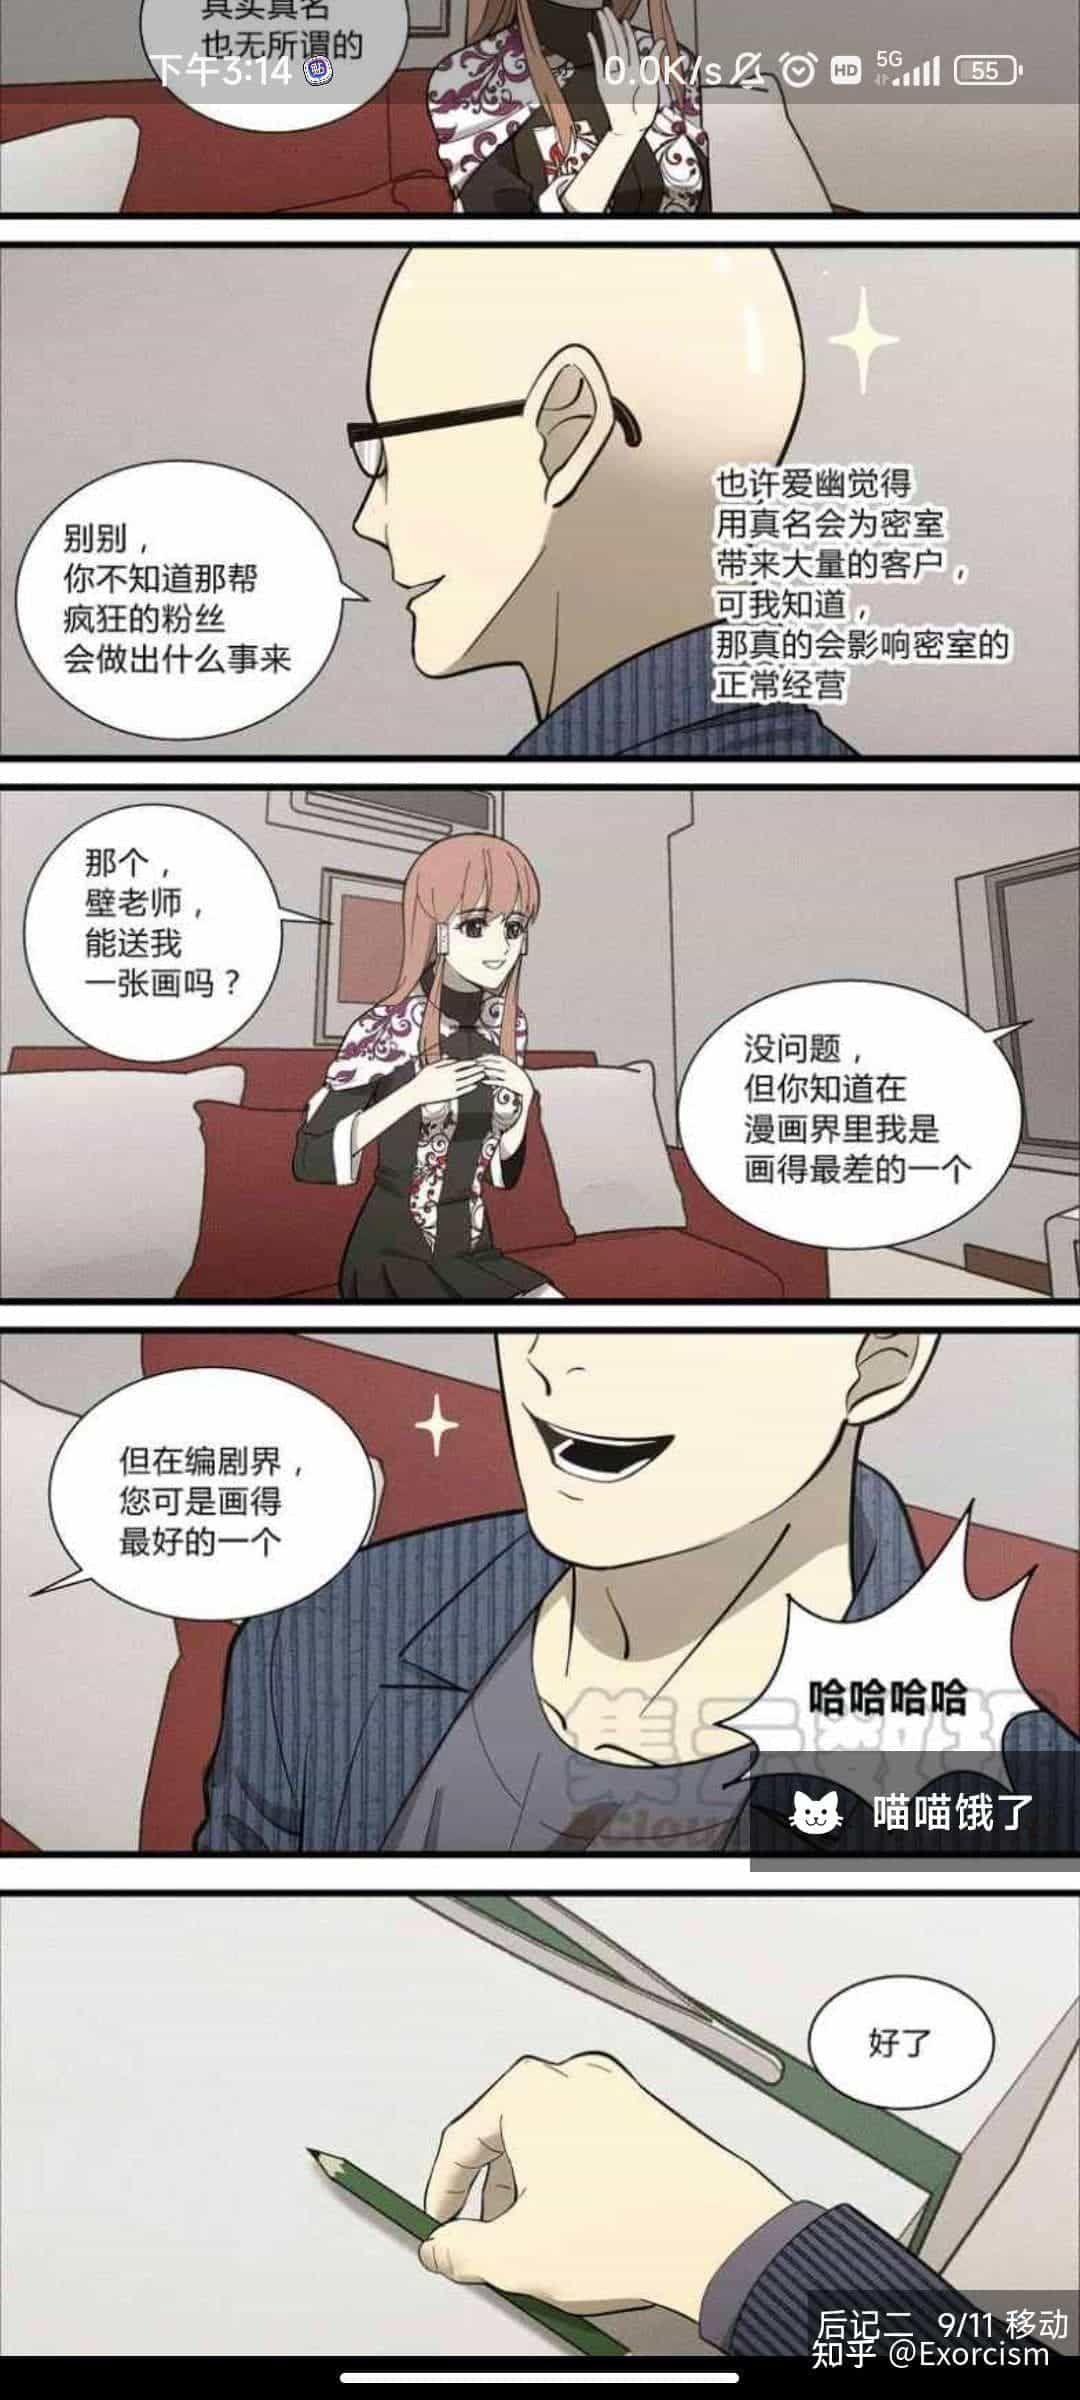 其实真名
也无所谓的
下午3:14
0.0K/s
HD
5G
55
别别，
你不知道那帮
疯狂的粉丝
会做出什么事来
也许爱幽觉得
用真名会为密室
带来大量的客户，
可我知道，
那真的会影响密室的
正常经营
那个，
壁老师，
能送我
一张画吗？
没问题，
但你知道在
漫画界里我是
画得最差的一个
但在编剧界，
您可是画得
最好的一个
哈哈哈哈
集云数娱
喵喵饿了
好了
后记二 9/11 移动
知乎 @Exorcism